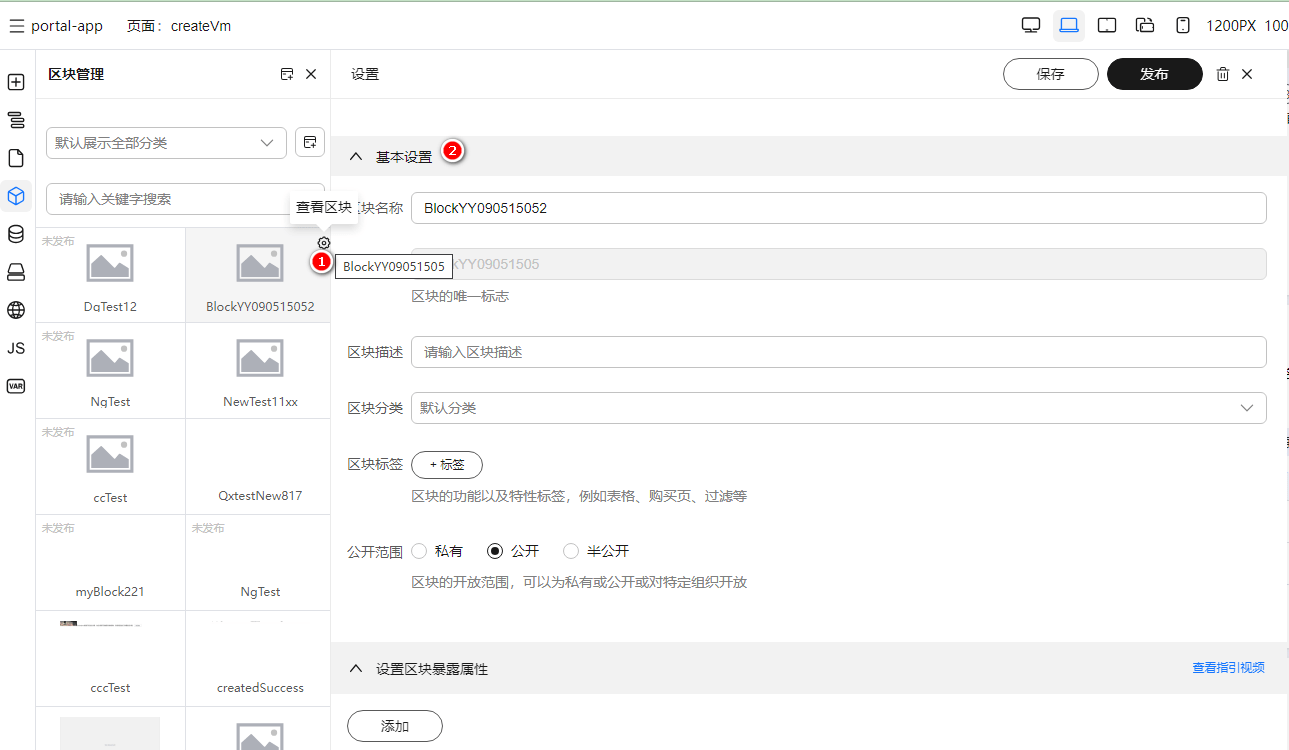 portal-app 页面： createVm 1200PX 100
区块管理
设置 保存 发布
默认展示全部分类
基本设置 2
请输入关键字搜索
查看区块
区块名称 BlockYY090515052
未发布
1
BlockYY09051505
kYY09051505
DgTest12
BlockYY090515052
区块的唯一标志
未发布
NgTest
NewTest11xx
区块描述 请输入区块描述
区块分类 默认分类
未发布
ccTest
QxtestNew817
区块标签 + 标签
区块的功能以及特性标签，例如表格、购买页、过滤等
JS
VAR
未发布
未发布
myBlock221
NgTest
公开范围 私有 公开 半公开
区块的开放范围，可以为私有或公开或对特定组织开放
cccTest
createdSuccess
设置区块暴露属性 查看指引视频
添加